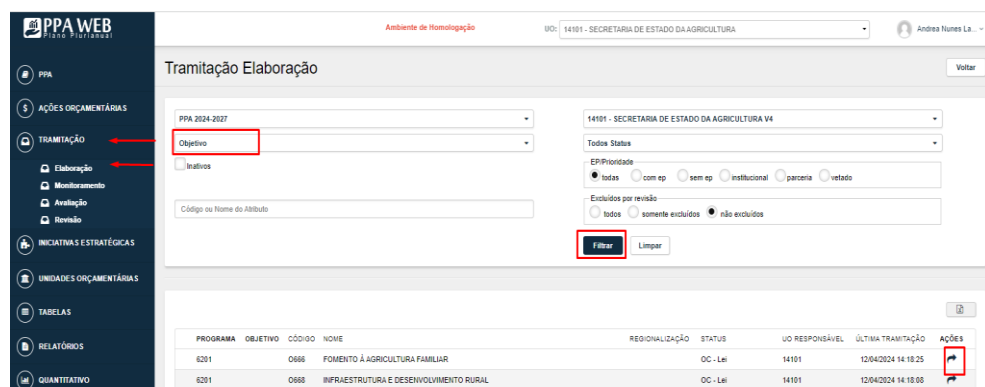 PPA WEB
Plano Plurianual
Ambiente de Homologação
UO: 14101 - SECRETARIA DE ESTADO DA AGRICULTURA
Andrea Nunes La...
PPA
AÇÕES ORÇAMENTÁRIAS
TRAMITAÇÃO
Elaboração
Monitoramento
Avaliação
Revisão
INICIATIVAS ESTRATÉGICAS
UNIDADES ORÇAMENTÁRIAS
TABELAS
RELATÓRIOS
QUANTITATIVO
Tramitação Elaboração
Voltar
PPA 2024-2027
14101 - SECRETARIA DE ESTADO DA AGRICULTURA V4
Objetivo
Todos Status
Inativos
EP/Prioridade
todas com ep sem ep institucional parceria vetado
Código ou Nome do Atributo
Excluídos por revisão
todos somente excluídos não excluídos
Filtrar Limpar
PROGRAMA OBJETIVO CÓDIGO NOME REGIONALIZAÇÃO STATUS UO RESPONSÁVEL ÚLTIMA TRAMITAÇÃO AÇÕES
6201 O666 FOMENTO À AGRICULTURA FAMILIAR OC - Lei 14101 12/04/2024 14:18:25
6201 O668 INFRAESTRUTURA E DESENVOLVIMENTO RURAL OC - Lei 14101 12/04/2024 14:18:08